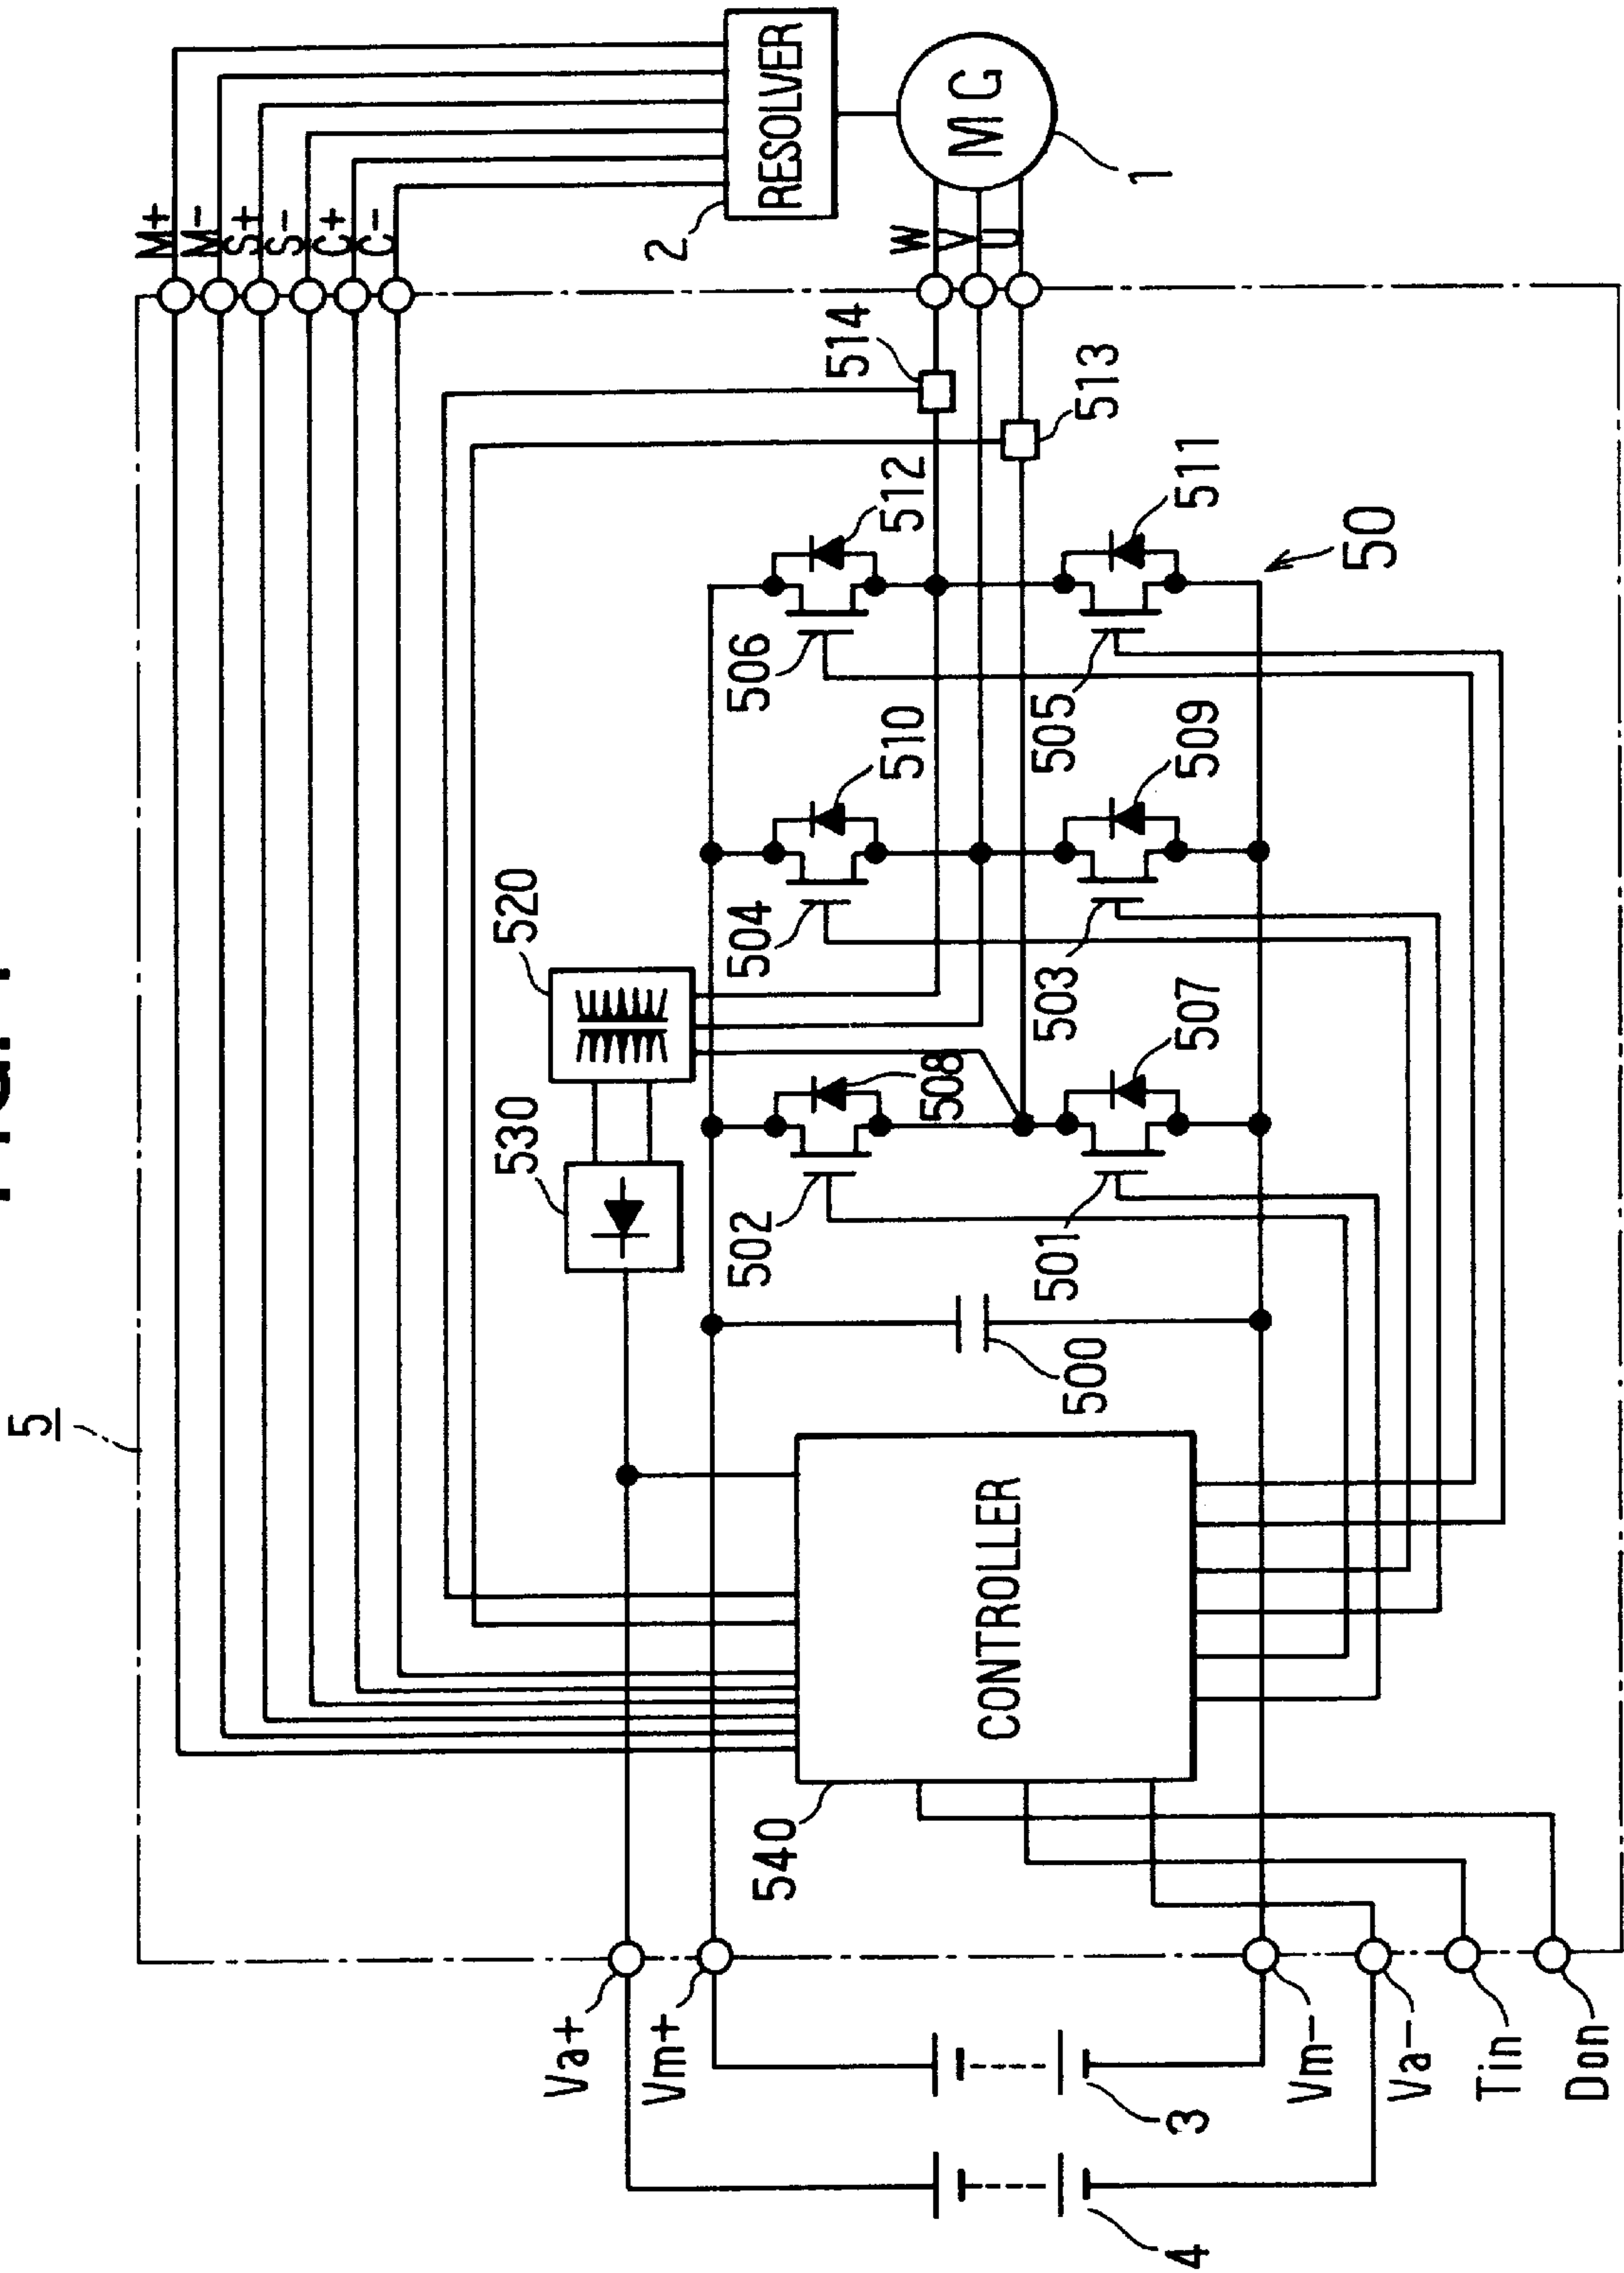 5
M+
M-
S+
S-
C+
C-
RESOLVER
2
MG
1
W
V
U
514
513
512
511
50
506
505
510
509
504
503
520
508
507
530
502
501
500
CONTROLLER
540
Va+
Vm+
Vm-
Va-
Tin
Don
3
4